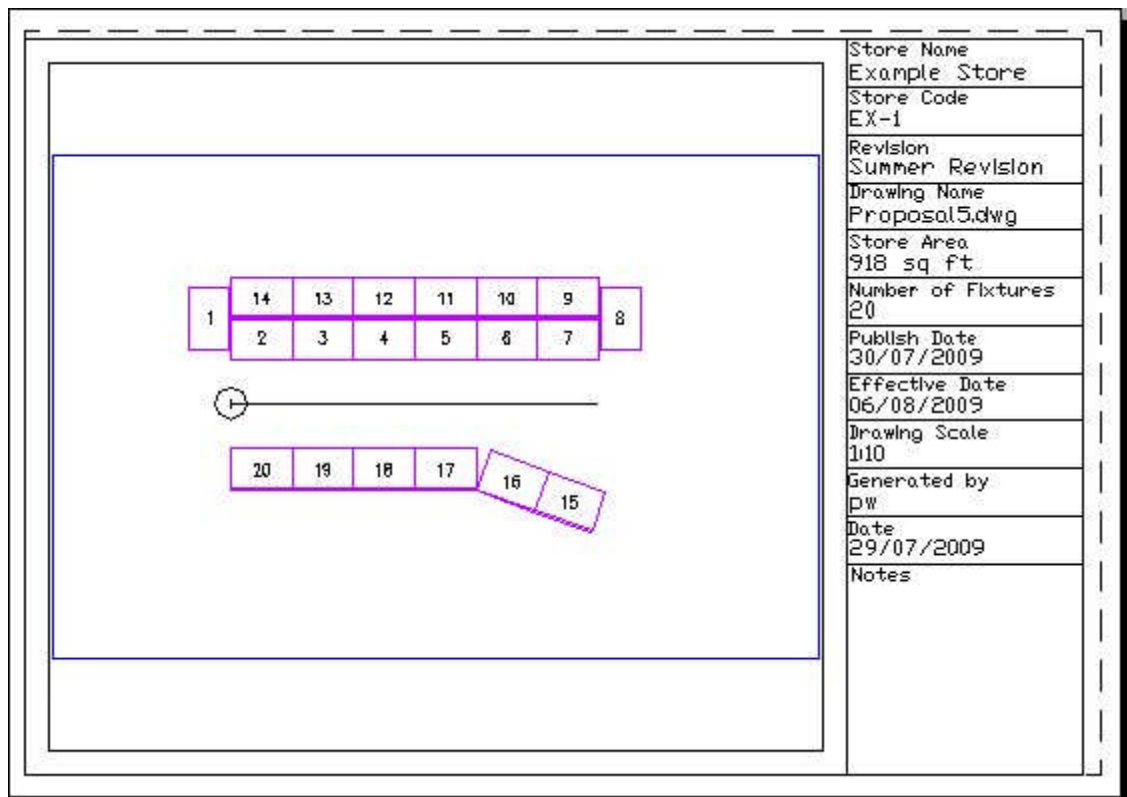 Store Name
Example Store
Store Code
EX-1
Revision
Summer Revision
Drawing Name
Proposal5.dwg
Store Area
918 sq ft
Number of Fixtures
20
Publish Date
30/07/2009
Effective Date
06/08/2009
Drawing Scale
1:10
Generated by
pw
Date
29/07/2009
Notes
14 13 12 11 10 9
1 8
2 3 4 5 6 7
20 19 18 17 16 15